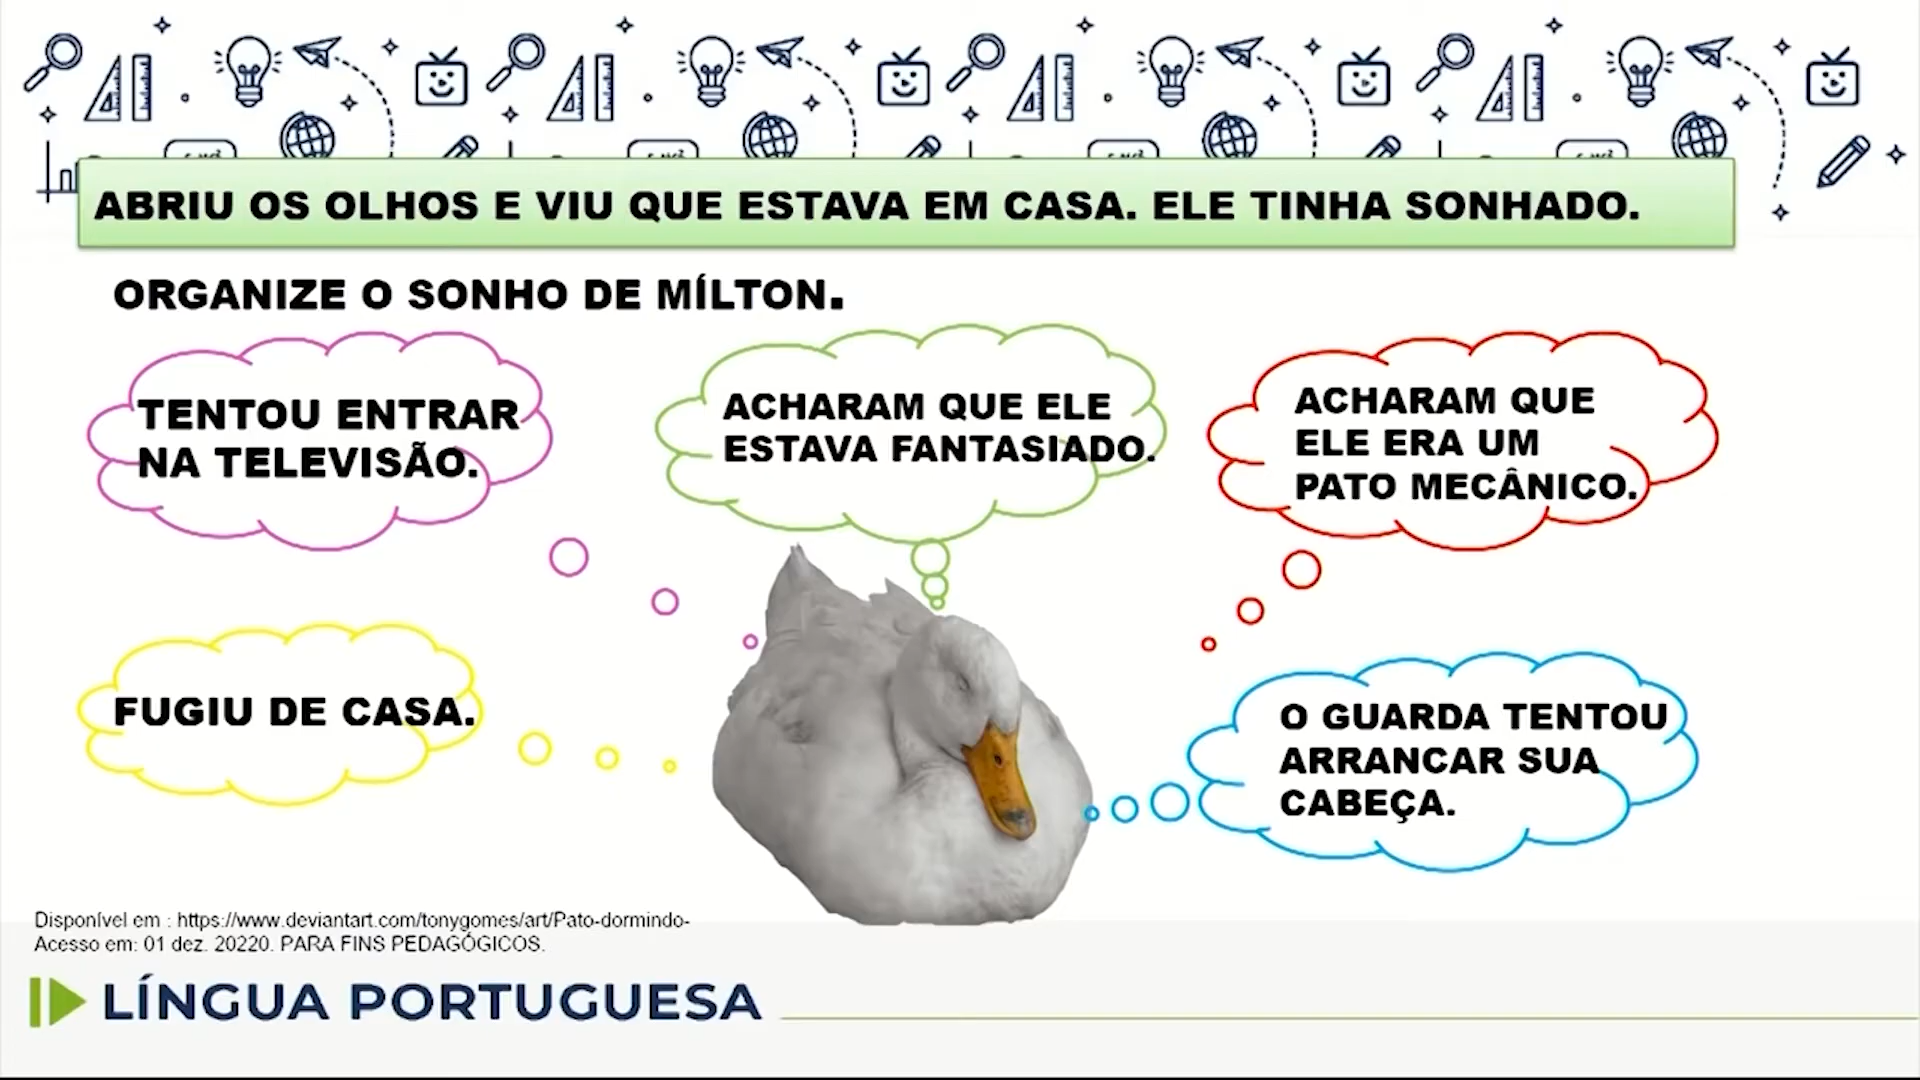 ABRIU OS OLHOS E VIU QUE ESTAVA EM CASA. ELE TINHA SONHADO.
ORGANIZE O SONHO DE MÍLTON.
TENTOU ENTRAR
NA TELEVISÃO.
ACHARAM QUE ELE
ESTAVA FANTASIADO.
ACHARAM QUE
ELE ERA UM
PATO MECÂNICO.
FUGIU DE CASA.
O GUARDA TENTOU
ARRANCAR SUA
CABEÇA.
Disponível em : https://www.deviantart.com/tonygomes/art/Pato-dormindo-
Acesso em: 01 dez. 20220. PARA FINS PEDAGÓGICOS.
LÍNGUA PORTUGUESA